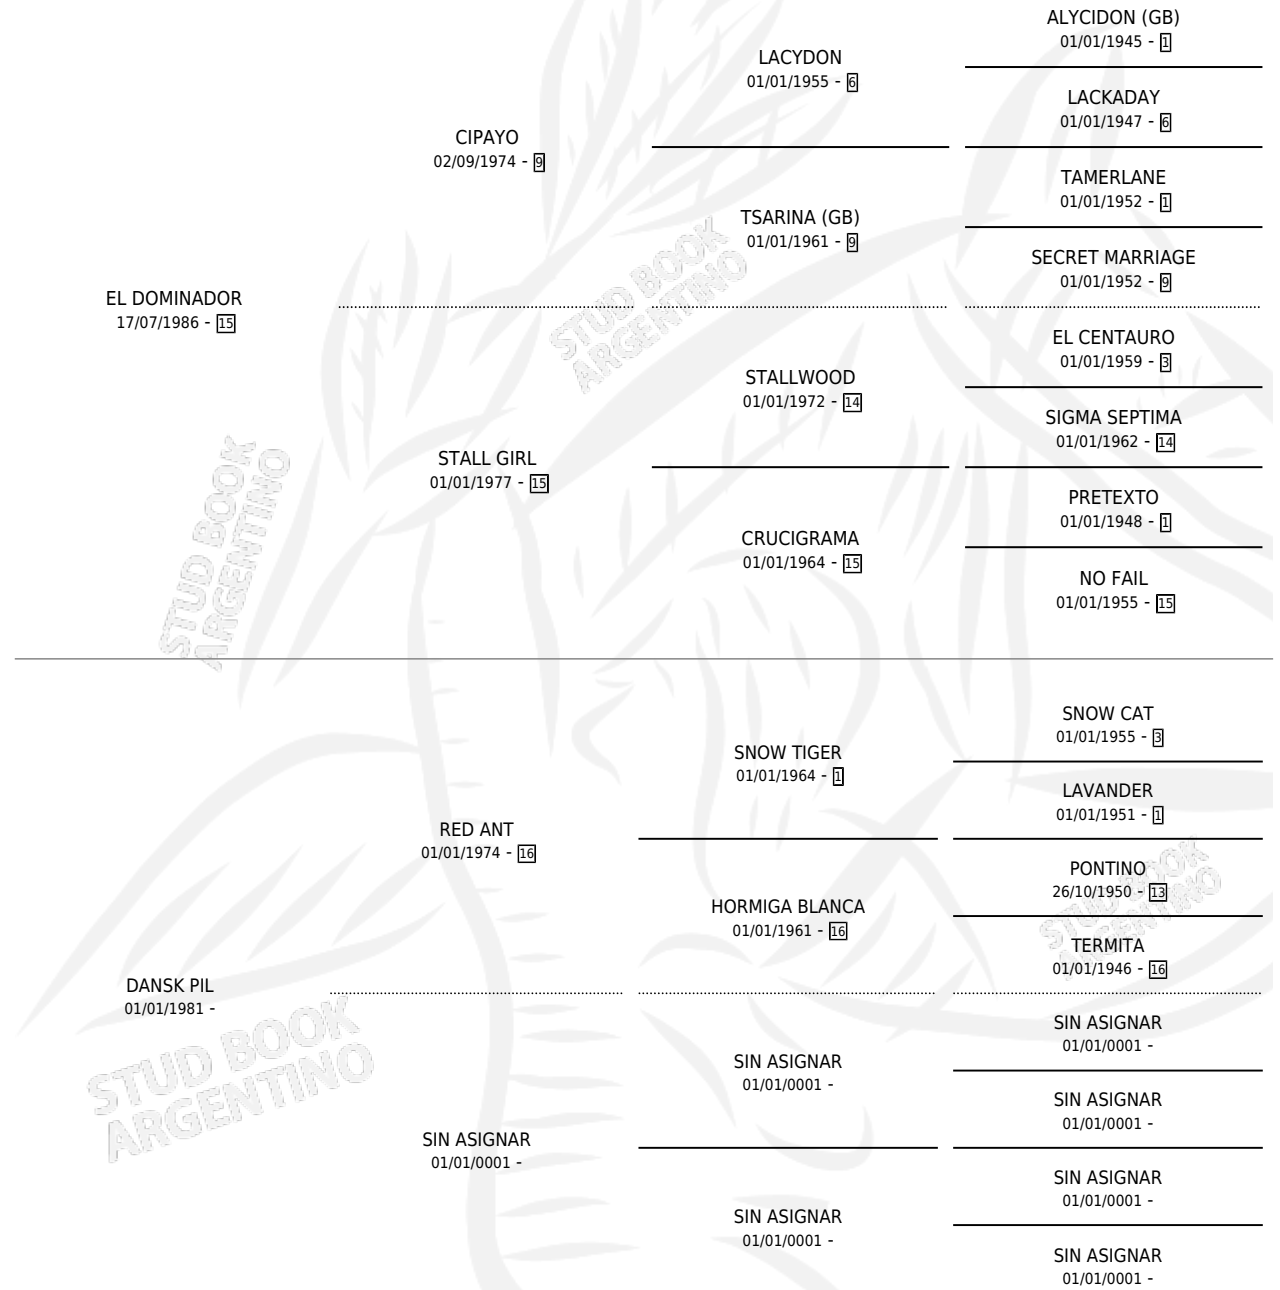 ALYCIDON (GB)
01/01/1945 - 1
LACYDON
01/01/1955 - 6
LACKADAY
01/01/1947 - 6
CIPAYO
02/09/1974 - 9
TAMERLANE
01/01/1952 - 1
TSARINA (GB)
01/01/1961 - 9
SECRET MARRIAGE
01/01/1952 - 9
EL DOMINADOR
17/07/1986 - 15
STUD BOOK
ARGENTINO
EL CENTAURO
01/01/1959 - 3
STALLWOOD
01/01/1972 - 14
SIGMA SEPTIMA
01/01/1962 - 14
STALL GIRL
01/01/1977 - 15
STUD BOOK
ARGENTINO
PRETEXTO
01/01/1948 - 1
CRUCIGRAMA
01/01/1964 - 15
NO FAIL
01/01/1955 - 15
SNOW CAT
01/01/1955 - 3
SNOW TIGER
01/01/1964 - 1
LAVANDER
01/01/1951 - 1
RED ANT
01/01/1974 - 16
PONTINO
26/10/1950 - 13
HORMIGA BLANCA
01/01/1961 - 16
STUD BOOK
ARGENTINO
TERMITA
01/01/1946 - 16
DANSK PIL
01/01/1981 -
STUD BOOK
ARGENTINO
SIN ASIGNAR
01/01/0001 -
SIN ASIGNAR
01/01/0001 -
SIN ASIGNAR
01/01/0001 -
SIN ASIGNAR
01/01/0001 -
SIN ASIGNAR
01/01/0001 -
SIN ASIGNAR
01/01/0001 -
SIN ASIGNAR
01/01/0001 -